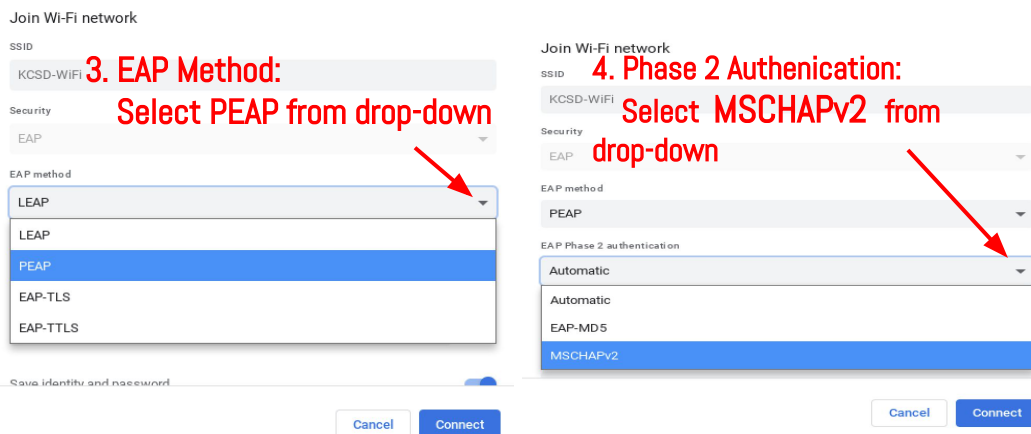 Join Wi-Fi network
SSID
KCSD-WiFi
3. EAP Method:
Select PEAP from drop-down
Security
EAP
EAP method
LEAP
LEAP
PEAP
EAP-TLS
EAP-TTLS
Save identity and password
Cancel
Connect
Join Wi-Fi network
SSID
4. Phase 2 Authenication:
KCSD-WiFi
Select MSCHAPv2 from
drop-down
Security
EAP
EAP method
PEAP
EAP Phase 2 authentication
Automatic
Automatic
EAP-MD5
MSCHAPv2
Cancel
Connect